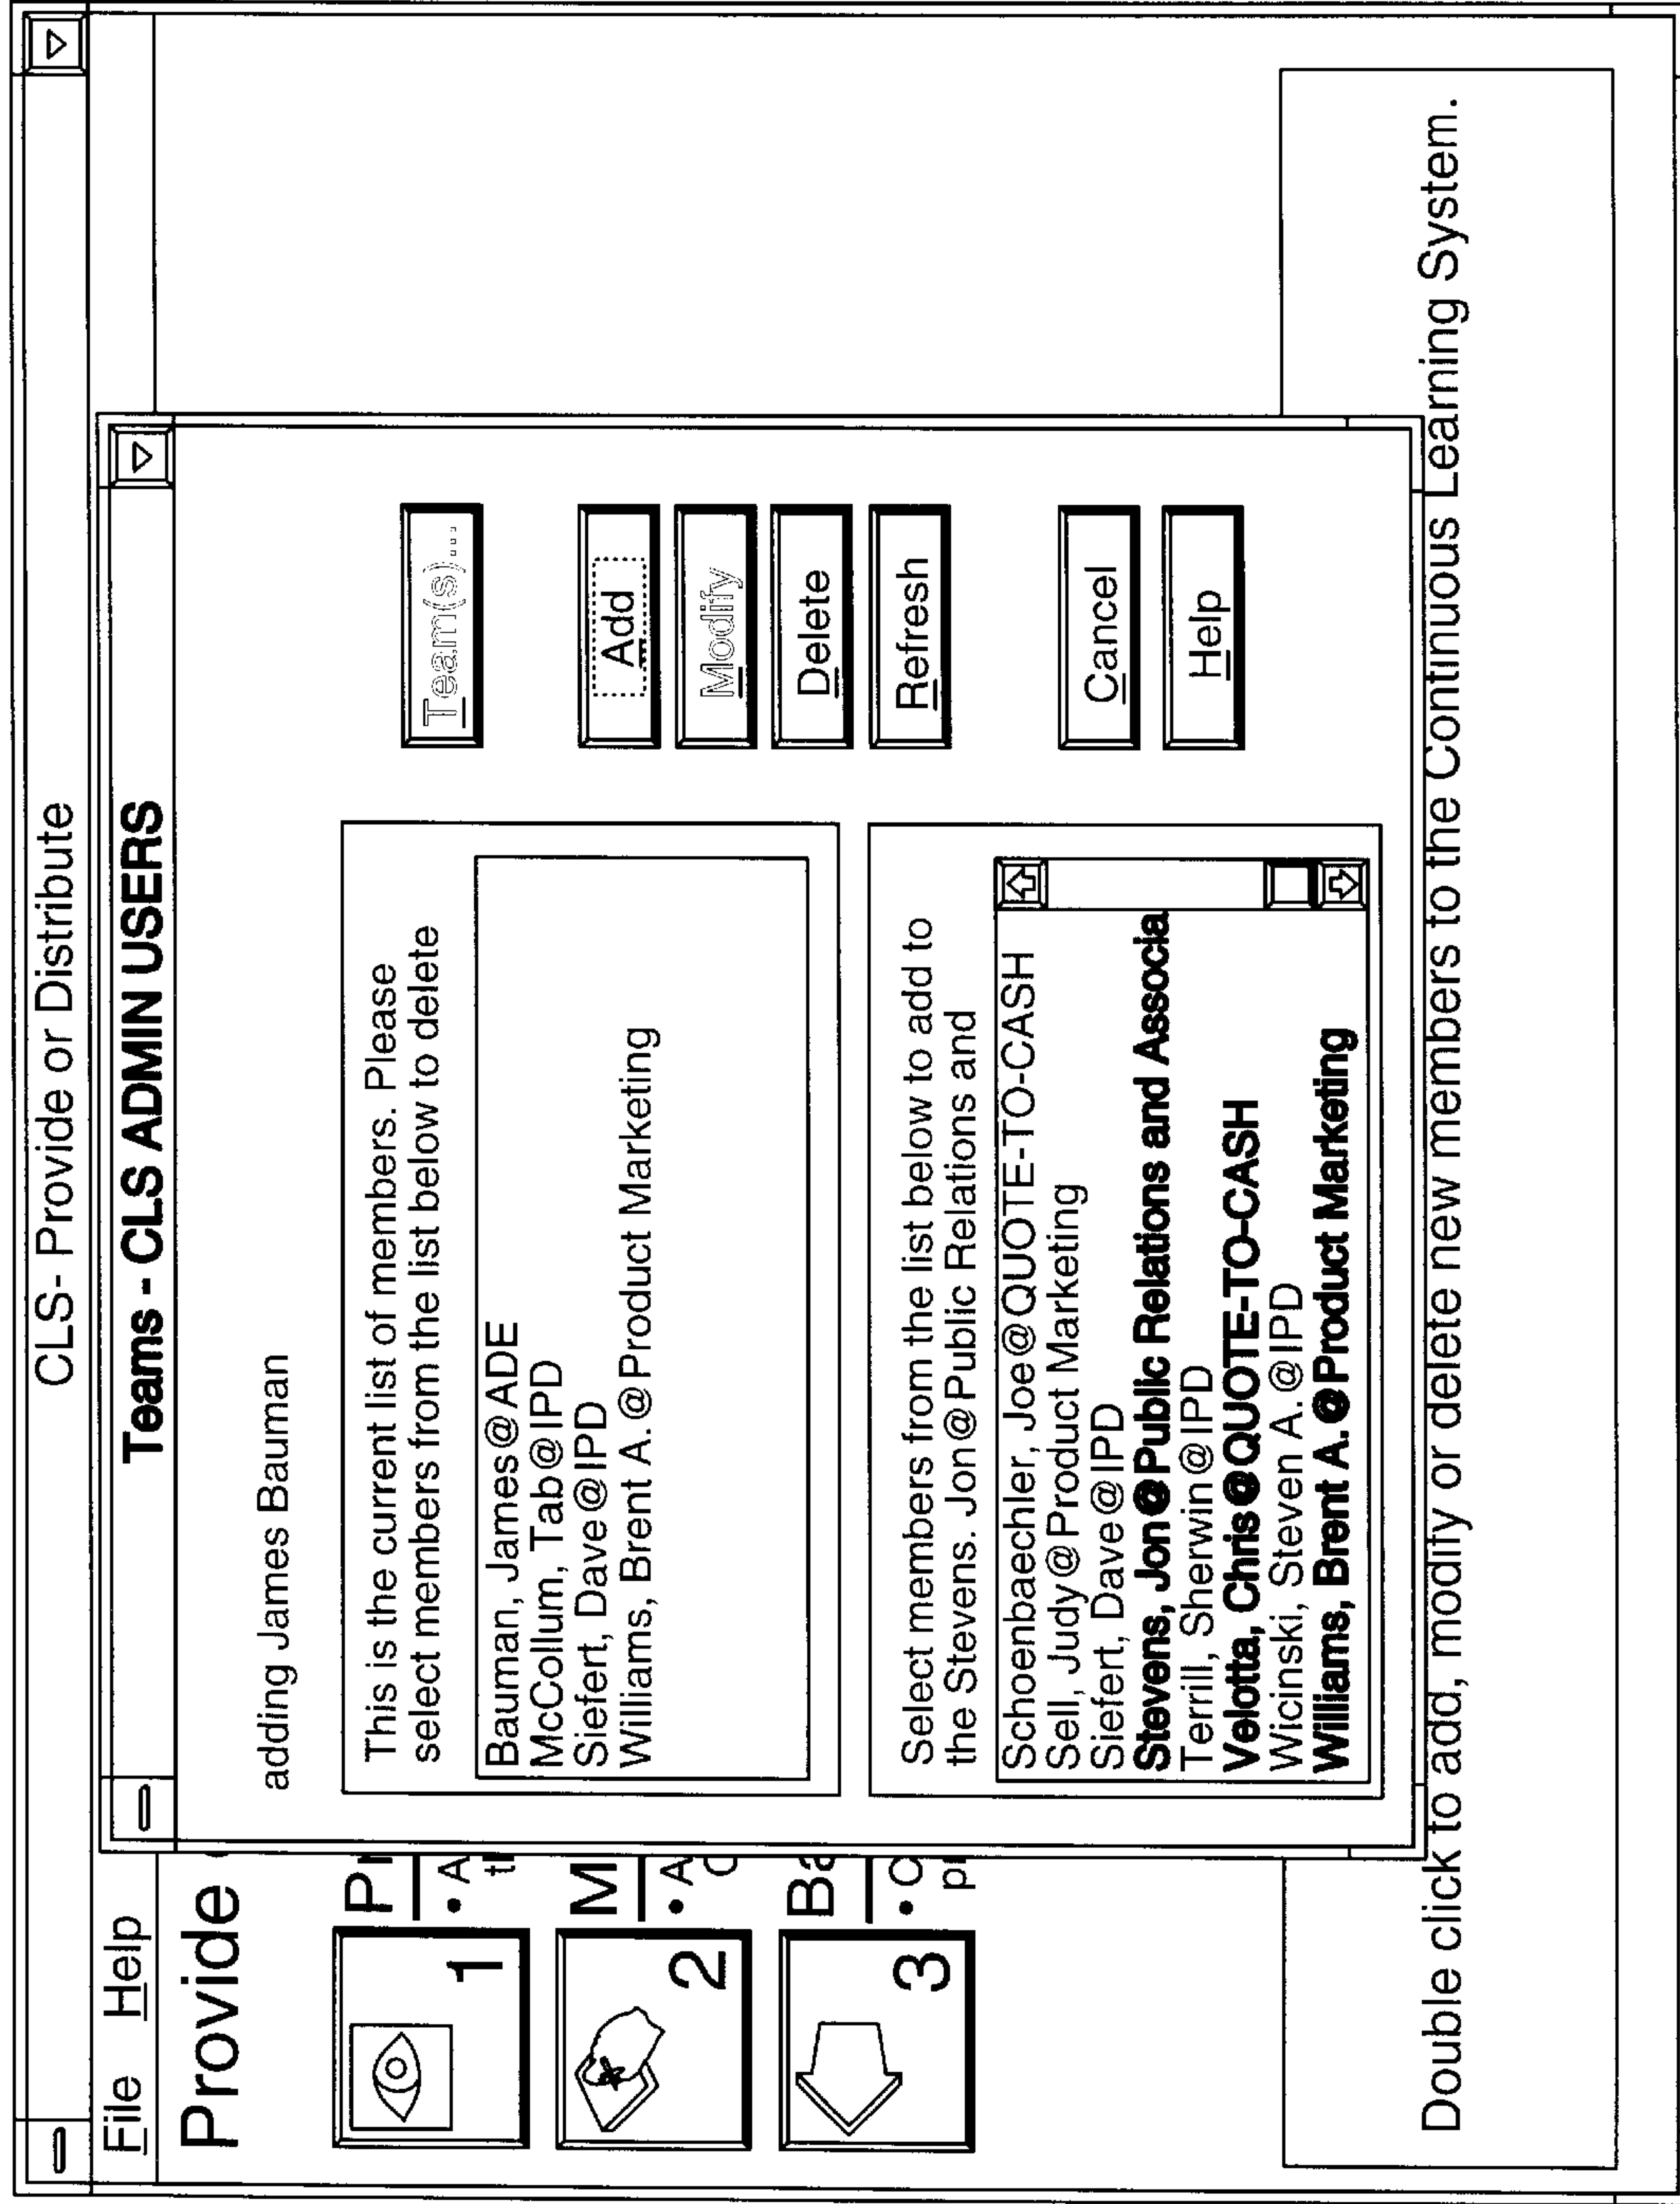 CLS- Provide or Distribute
File Help
Teams - CLS ADMIN USERS
Provide
adding James Bauman
This is the current list of members. Please
select members from the list below to delete
Bauman, James@ADE
McCollum, Tab@IPD
Siefert, Dave@IPD
Williams, Brent A.@Product Marketing
Select members from the list below to add to
the Stevens. Jon@Public Relations and
Schoenbaechler, Joe@QUOTE-TO-CASH
Sell, Judy@Product Marketing
Siefert, Dave@IPD
Stevens, Jon@Public Relations and Associa
Terrill, Sherwin@IPD
Velotta, Chris@QUOTE-TO-CASH
Wicinski, Steven A.@IPD
Williams, Brent A.@Product Marketing
Team(s)...
Add
Modify
Delete
Refresh
Cancel
Help
1
2
M
• A
3
Ba
Double click to add, modify or delete new members to the Continuous Learning System.